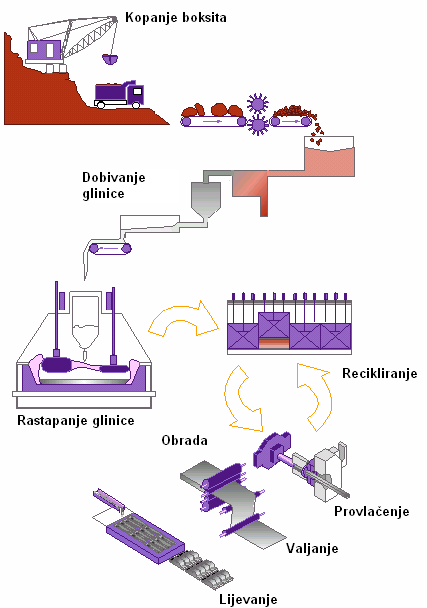 Kopanje boksita
Dobivanje
glinice
Recikliranje
Rastapanje glinice
Obrada
Provlačenje
Valjanje
Lijevanje